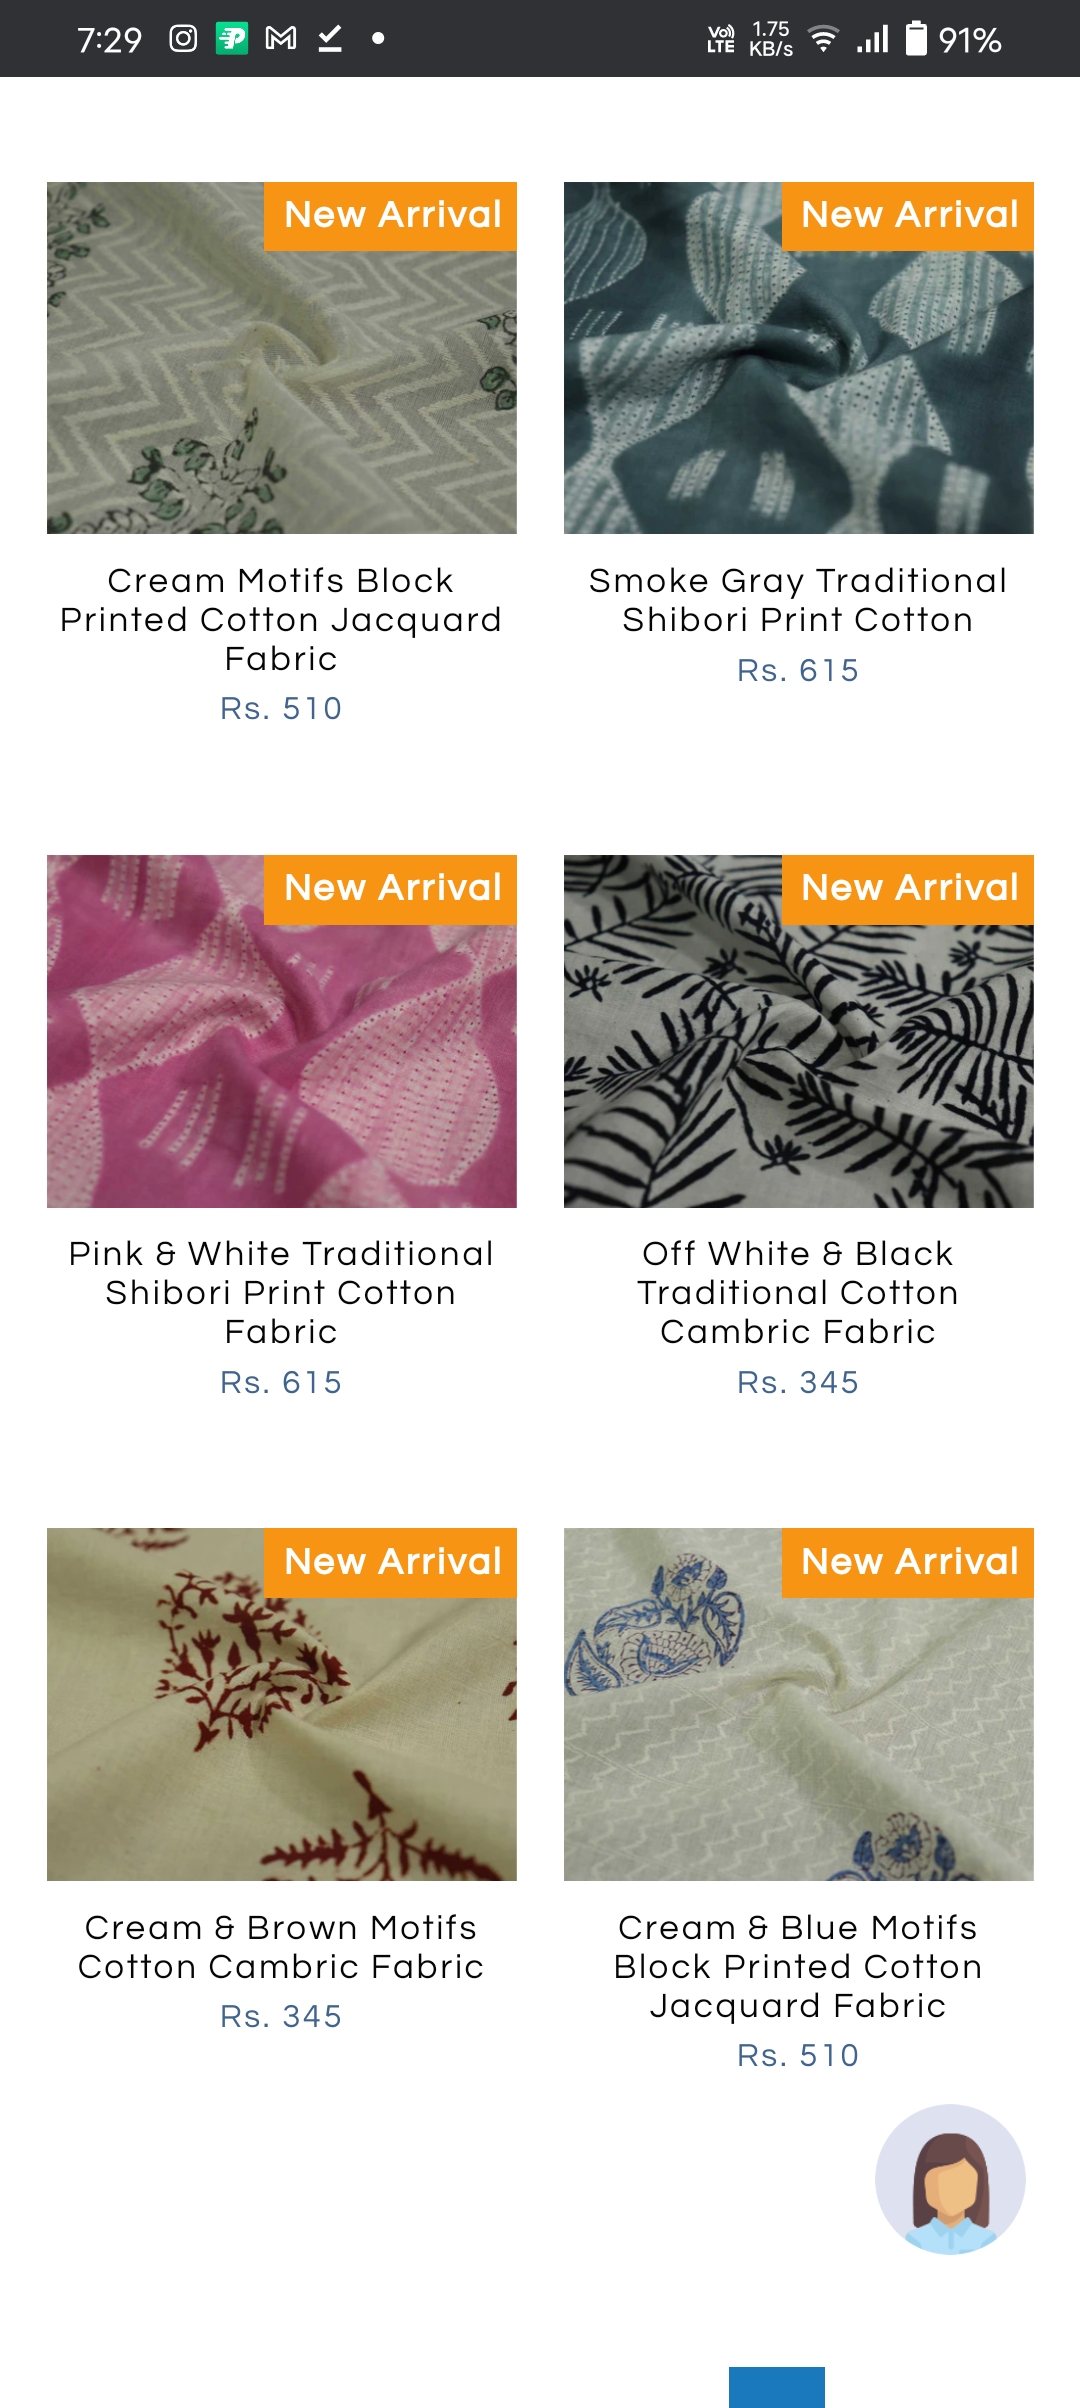 7:29
Vo)) LTE
1.75 KB/s
91%
New Arrival
New Arrival
Cream Motifs Block
Printed Cotton Jacquard
Fabric
Rs. 510
Smoke Gray Traditional
Shibori Print Cotton
Rs. 615
New Arrival
New Arrival
Pink & White Traditional
Shibori Print Cotton
Fabric
Rs. 615
Off White & Black
Traditional Cotton
Cambric Fabric
Rs. 345
New Arrival
New Arrival
Cream & Brown Motifs
Cotton Cambric Fabric
Rs. 345
Cream & Blue Motifs
Block Printed Cotton
Jacquard Fabric
Rs. 510